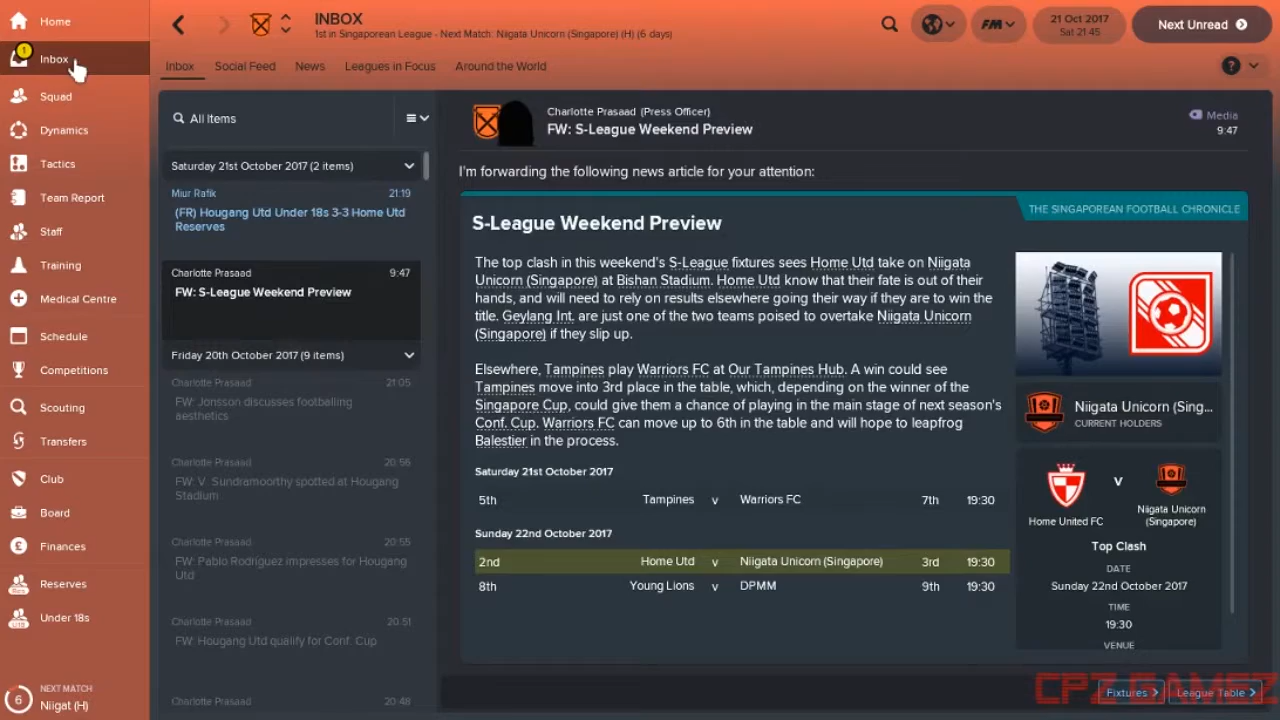 Home
Inbox
Squad
Dynamics
Tactics
Team Report
Staff
Training
Medical Centre
Schedule
Competitions
Scouting
Transfers
Club
Board
Finances
Reserves
Under 18s
6
NEXT MATCH
Niigat (H)
1
INBOX
1st in Singaporean League - Next Match: Niigata Unicorn (Singapore) (H) (6 days)
FM
21 Oct 2017
Sat 21:45
Next Unread
Inbox
Social Feed
News
Leagues in Focus
Around the World
?
All Items
Saturday 21st October 2017 (2 items)
Miur Rafik 21:19
(FR) Hougang Utd Under 18s 3-3 Home Utd
Reserves
Charlotte Prasaad 9:47
FW: S-League Weekend Preview
Friday 20th October 2017 (9 items)
Charlotte Prasaad 21:05
FW: Jonsson discusses footballing
aesthetics
Charlotte Prasaad 20:56
FW: V. Sundramoorthy spotted at Hougang
Stadium
Charlotte Prasaad 20:55
FW: Pablo Rodríguez impresses for Hougang
Utd
Charlotte Prasaad 20:51
FW: Hougang Utd qualify for Conf. Cup
Charlotte Prasaad 20:48
Charlotte Prasaad (Press Officer)
FW: S-League Weekend Preview
Media
9:47
I'm forwarding the following news article for your attention:
THE SINGAPOREAN FOOTBALL CHRONICLE
S-League Weekend Preview
The top clash in this weekend's S-League fixtures sees Home Utd take on Niigata
Unicorn (Singapore) at Bishan Stadium. Home Utd know that their fate is out of their
hands, and will need to rely on results elsewhere going their way if they are to win the
title. Geylang Int. are just one of the two teams poised to overtake Niigata Unicorn
(Singapore) if they slip up.
Elsewhere, Tampines play Warriors FC at Our Tampines Hub. A win could see
Tampines move into 3rd place in the table, which, depending on the winner of the
Singapore Cup, could give them a chance of playing in the main stage of next season's
Conf. Cup. Warriors FC can move up to 6th in the table and will hope to leapfrog
Balestier in the process.
Saturday 21st October 2017
5th Tampines v Warriors FC 7th 19:30
Sunday 22nd October 2017
2nd Home Utd v Niigata Unicorn (Singapore) 3rd 19:30
8th Young Lions v DPMM 9th 19:30
Niigata Unicorn (Sing...
CURRENT HOLDERS
V
Home United FC
Niigata Unicorn
(Singapore)
Top Clash
DATE
Sunday 22nd October 2017
TIME
19:30
VENUE
Fixtures
League Table
CPZ GAMEZ